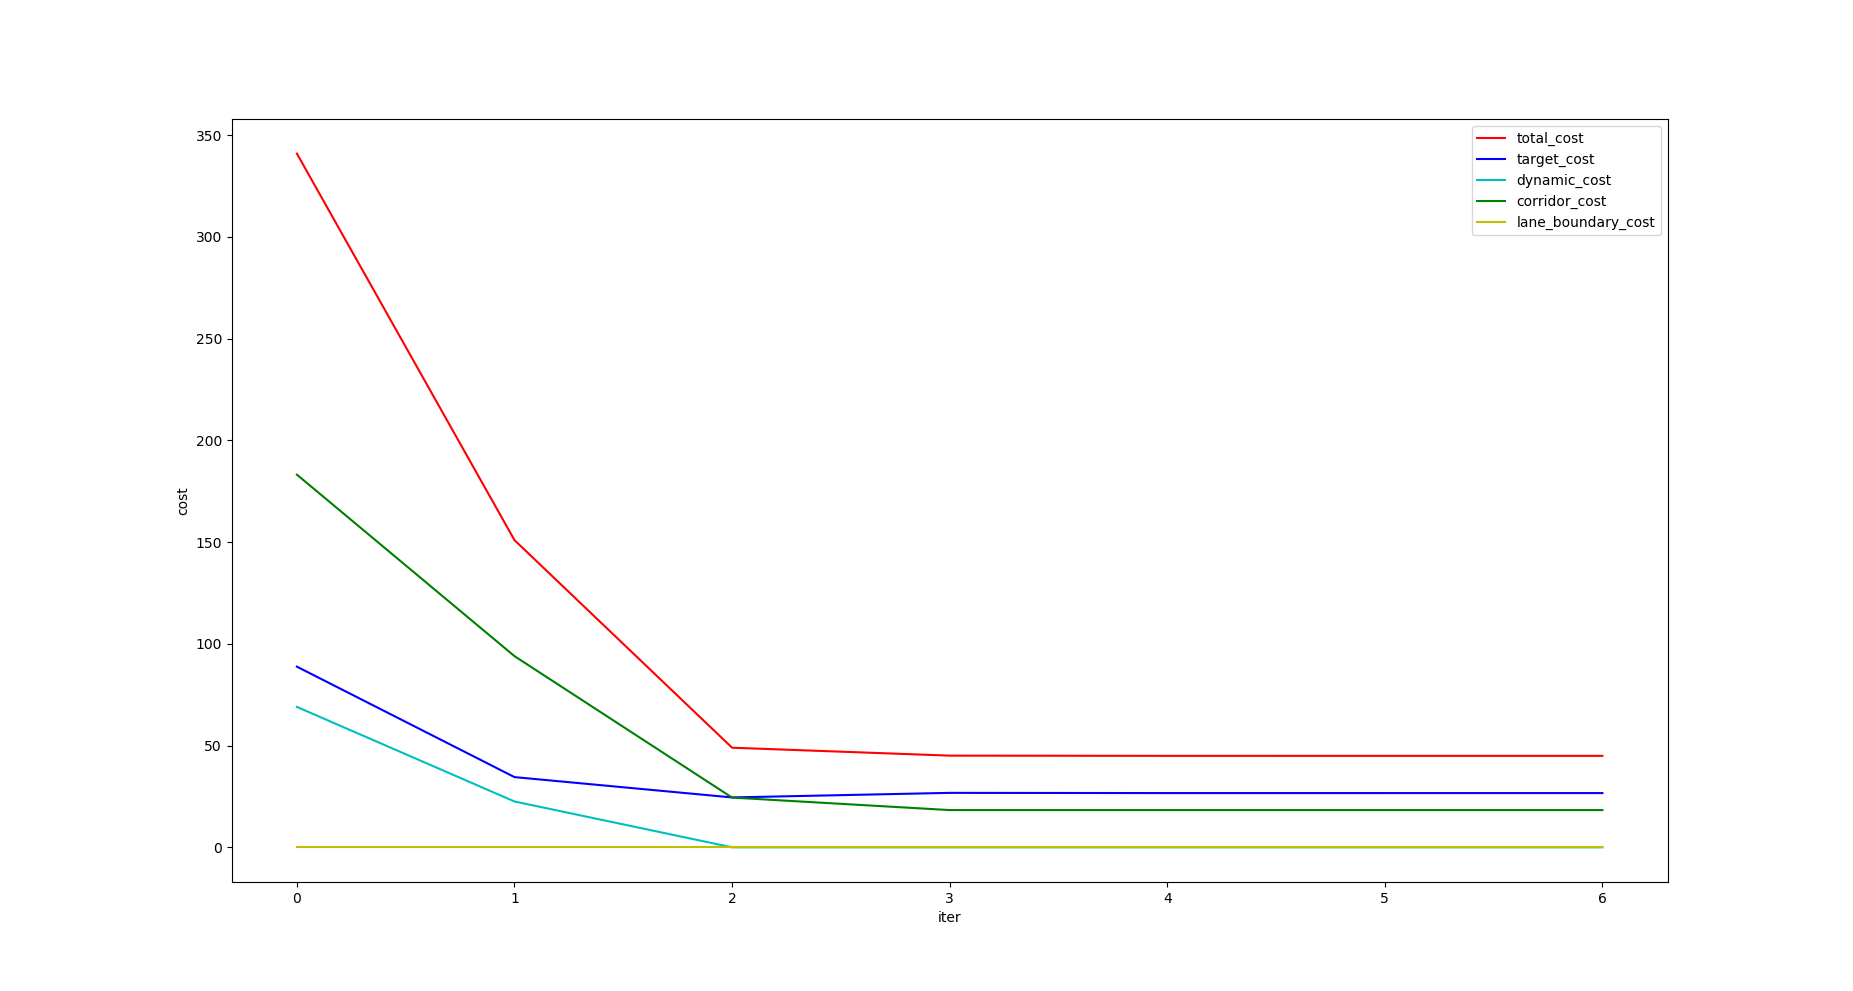 350
300
250
200
150
100
50
0
cost
0 1 2 3 4 5 6
iter
total_cost
target_cost
dynamic_cost
corridor_cost
lane_boundary_cost